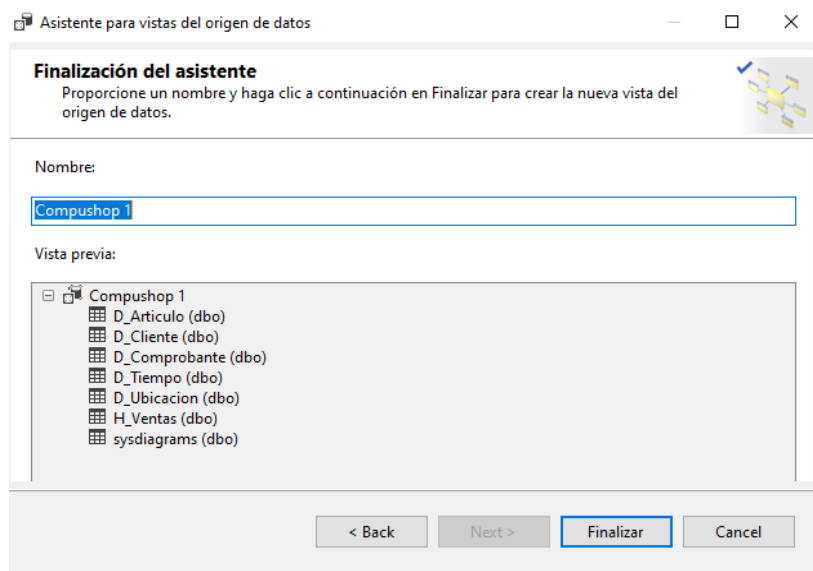 Asistente para vistas del origen de datos
Finalización del asistente
Proporcione un nombre y haga clic a continuación en Finalizar para crear la nueva vista del
origen de datos.
Nombre:
Compushop 1
Vista previa:
Compushop 1
D_Articulo (dbo)
D_Cliente (dbo)
D_Comprobante (dbo)
D_Tiempo (dbo)
D_Ubicacion (dbo)
H_Ventas (dbo)
sysdiagrams (dbo)
< Back Next > Finalizar Cancel